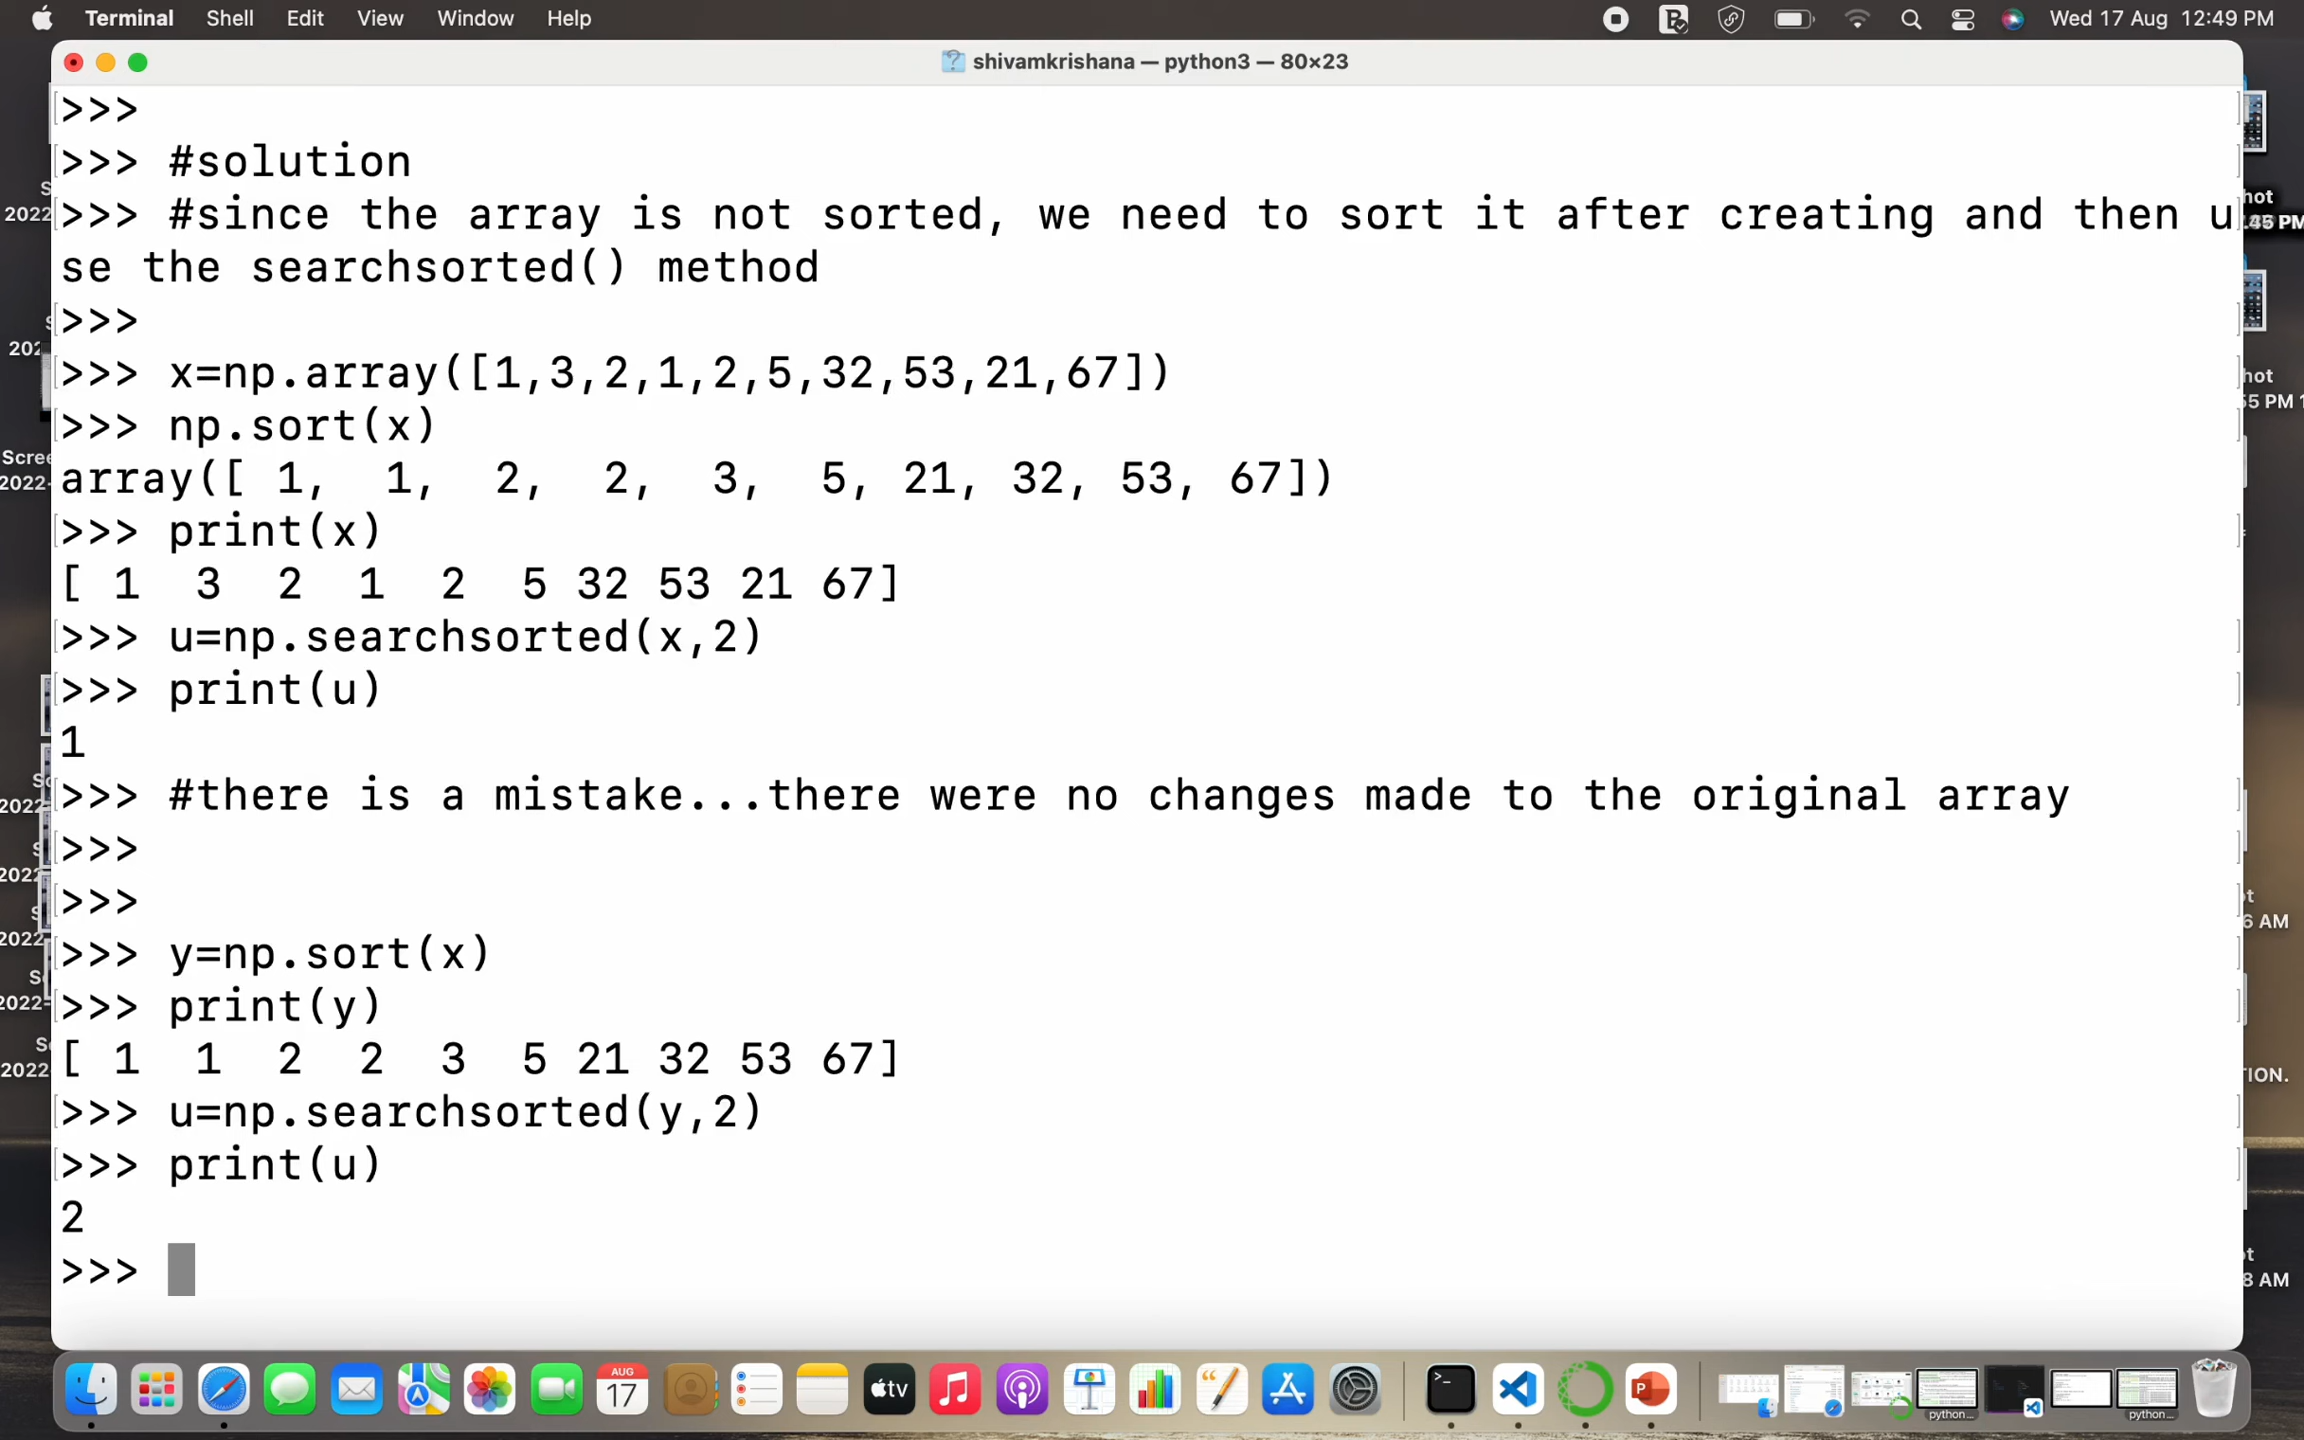 Terminal Shell Edit View Window Help Wed 17 Aug 12:49 PM
shivamkrishana — python3 — 80×23
>>>
>>> #solution
>>> #since the array is not sorted, we need to sort it after creating and then u
se the searchsorted() method
>>>
>>> x=np.array([1,3,2,1,2,5,32,53,21,67])
>>> np.sort(x)
array([ 1,  1,  2,  2,  3,  5, 21, 32, 53, 67])
>>> print(x)
[ 1  3  2  1  2  5 32 53 21 67]
>>> u=np.searchsorted(x,2)
>>> print(u)
1
>>> #there is a mistake...there were no changes made to the original array
>>>
>>>
>>> y=np.sort(x)
>>> print(y)
[ 1  1  2  2  3  5 21 32 53 67]
>>> u=np.searchsorted(y,2)
>>> print(u)
2
>>>
AUG
17
tv
python...
python...